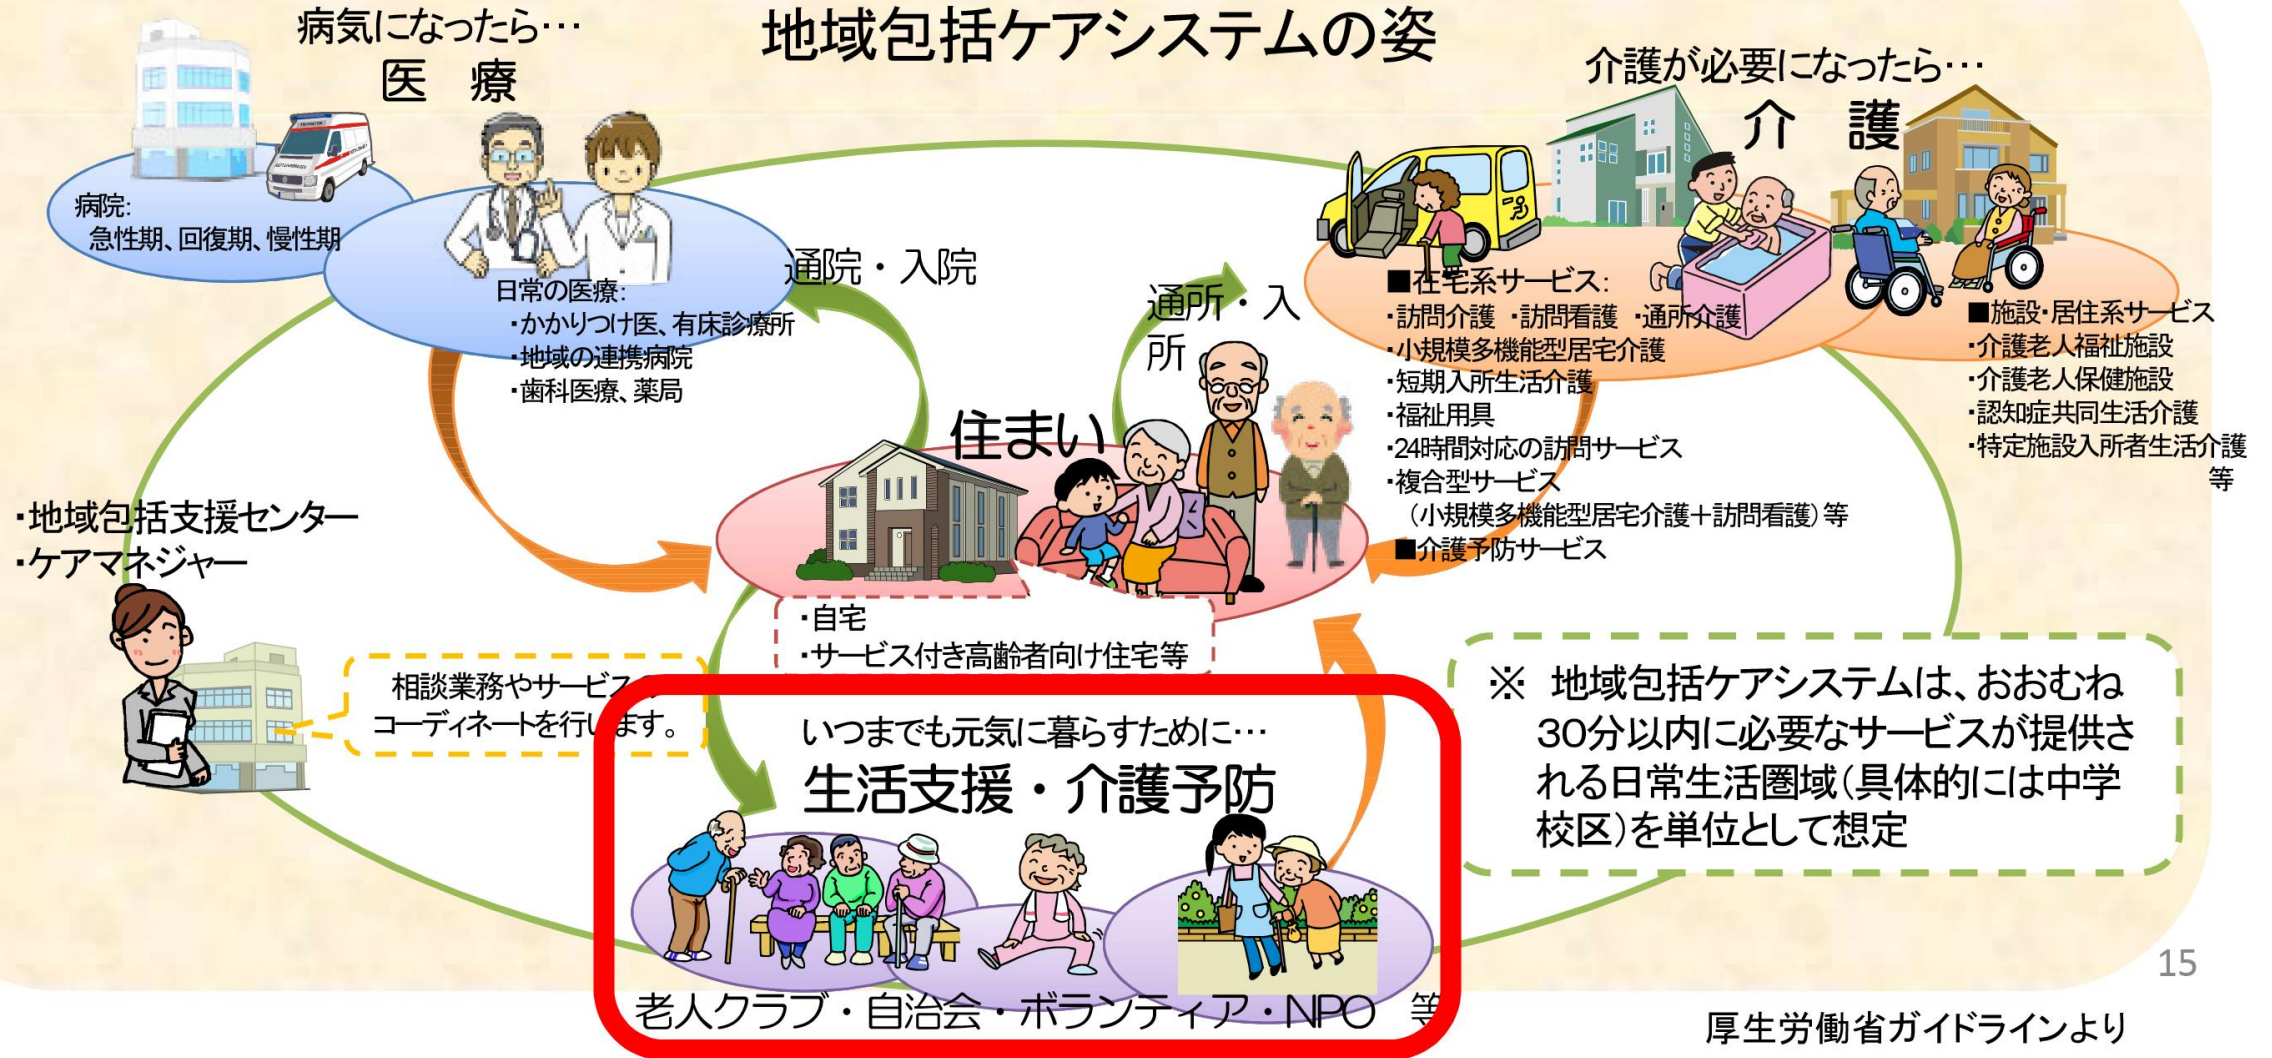 地域包括ケアシステムの姿
病気になったら…
医 療
病院:
急性期、回復期、慢性期
日常の医療:
・かかりつけ医、有床診療所
・地域の連携病院
・歯科医療、薬局
通院・入院
通所・入
所
介護が必要になったら…
介 護
■在宅系サービス:
・訪問介護 ・訪問看護 ・通所介護
・小規模多機能型居宅介護
・短期入所生活介護
・福祉用具
・24時間対応の訪問サービス
・複合型サービス
（小規模多機能型居宅介護＋訪問看護）等
■介護予防サービス
■施設・居住系サービス
・介護老人福祉施設
・介護老人保健施設
・認知症共同生活介護
・特定施設入所者生活介護
等
住まい
・自宅
・サービス付き高齢者向け住宅等
・地域包括支援センター
・ケアマネジャー
相談業務やサービスの
コーディネートを行います。
いつまでも元気に暮らすために…
生活支援・介護予防
老人クラブ・自治会・ボランティア・NPO 等
※ 地域包括ケアシステムは、おおむね
30分以内に必要なサービスが提供さ
れる日常生活圏域（具体的には中学
校区）を単位として想定
15
厚生労働省ガイドラインより